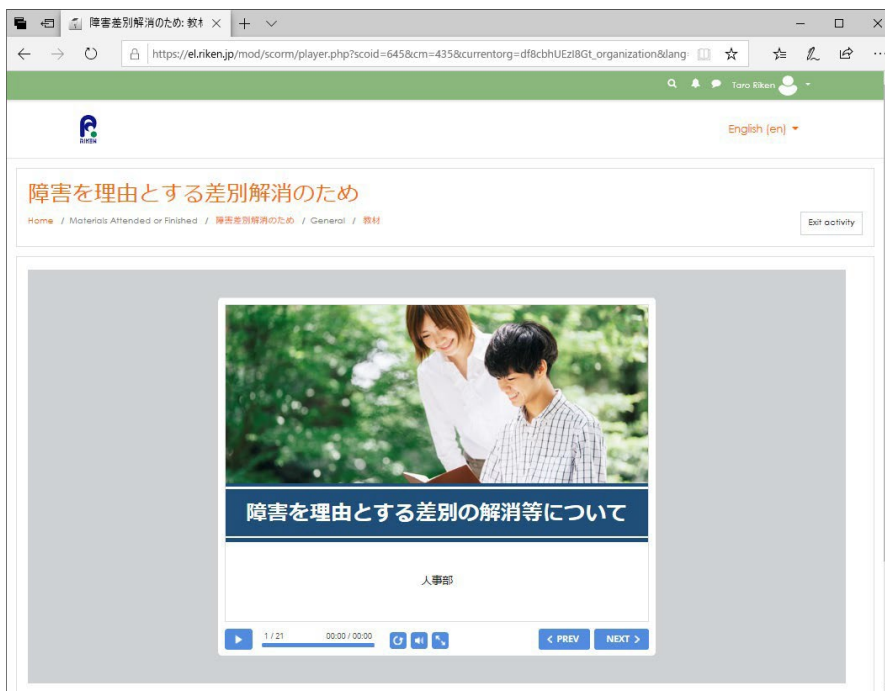 障害差別解消のため: 教材
https://el.riken.jp/mod/scorm/player.php?scoid=645&cm=435&currentorg=df8cbhUEzI8Gt_organization&lang
Taro Riken
RIKEN
English (en)
障害を理由とする差別解消のため
Home / Materials Attended or Finished / 障害差別解消のため / General / 教材
Exit activity
障害を理由とする差別の解消等について
人事部
1 / 21 00:00 / 00:00
< PREV NEXT >